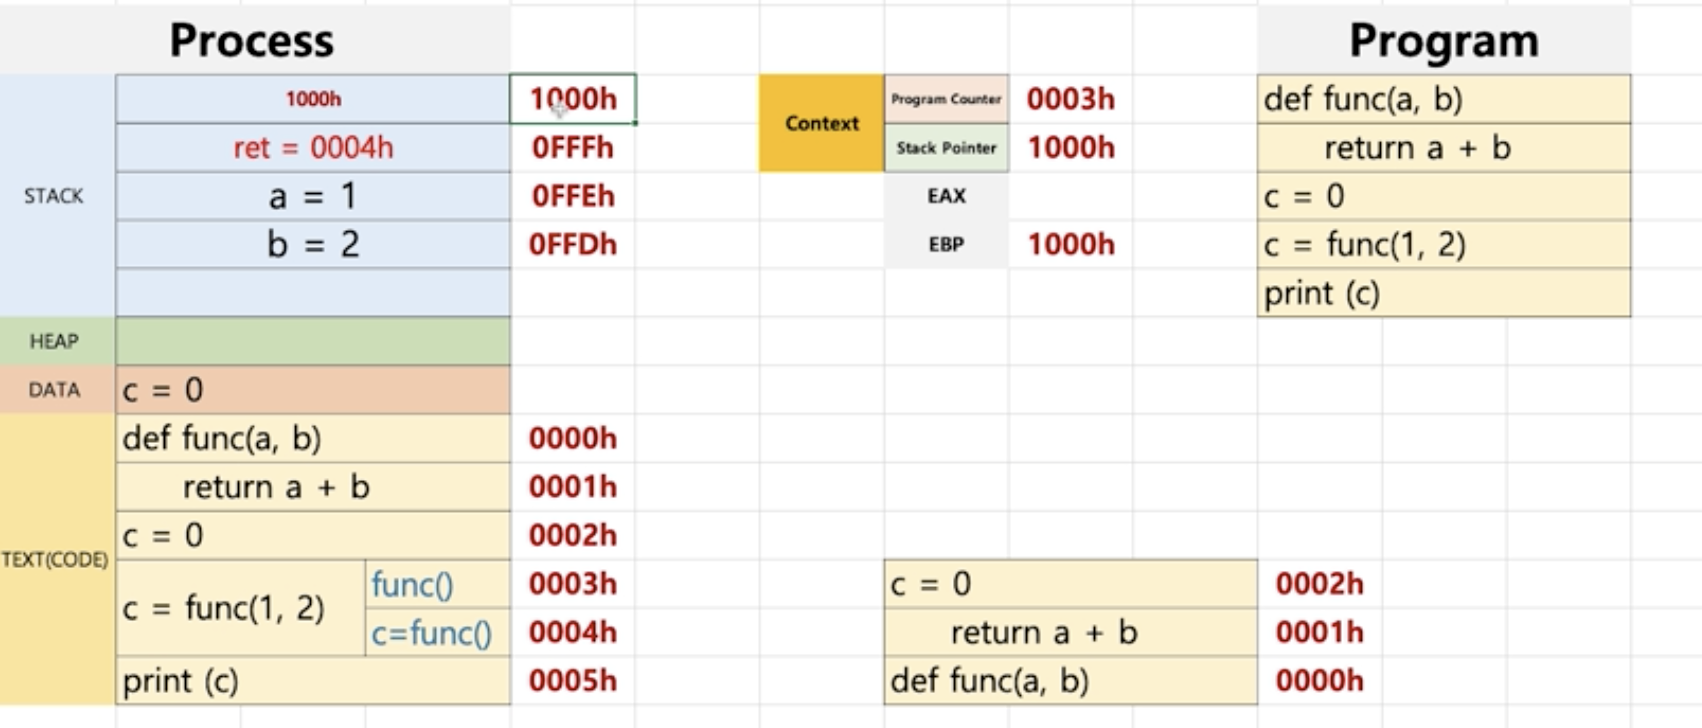 Process
Program
STACK
1000h
1000h
ret = 0004h
0FFFh
a = 1
0FFEh
b = 2
0FFDh
Context
Program Counter
0003h
Stack Pointer
1000h
EAX
EBP
1000h
def func(a, b)
return a + b
c = 0
c = func(1, 2)
print (c)
HEAP
DATA
c = 0
TEXT(CODE)
def func(a, b)
0000h
return a + b
0001h
c = 0
0002h
c = func(1, 2)
func()
0003h
c=func()
0004h
print (c)
0005h
c = 0
0002h
return a + b
0001h
def func(a, b)
0000h